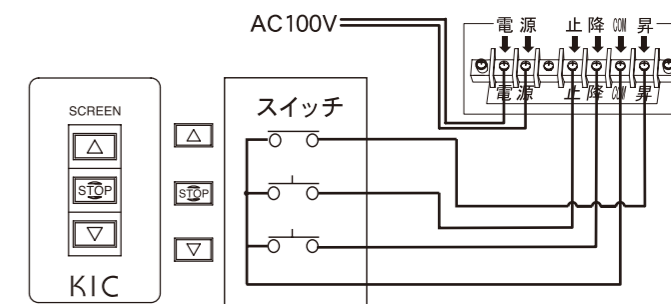 AC100V
電源 止 降 COM 昇
電源 止 降 COM 昇
スイッチ
SCREEN
△
STOP
▽
KIC
△
STOP
▽